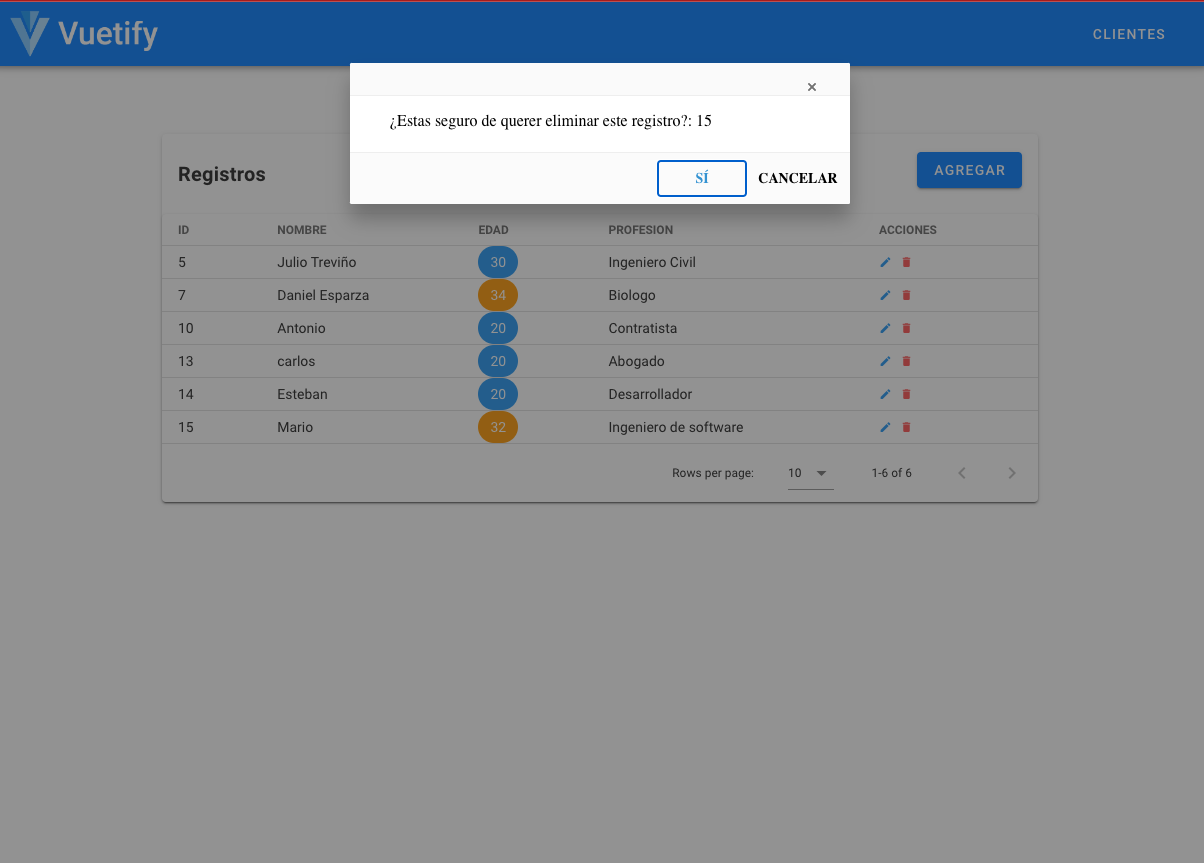 Vuetify CLIENTES
×
¿Estas seguro de querer eliminar este registro?: 15
SÍ CANCELAR
Registros AGREGAR
ID NOMBRE EDAD PROFESION ACCIONES
5 Julio Treviño 30 Ingeniero Civil
7 Daniel Esparza 34 Biologo
10 Antonio 20 Contratista
13 carlos 20 Abogado
14 Esteban 20 Desarrollador
15 Mario 32 Ingeniero de software
Rows per page: 10 1-6 of 6